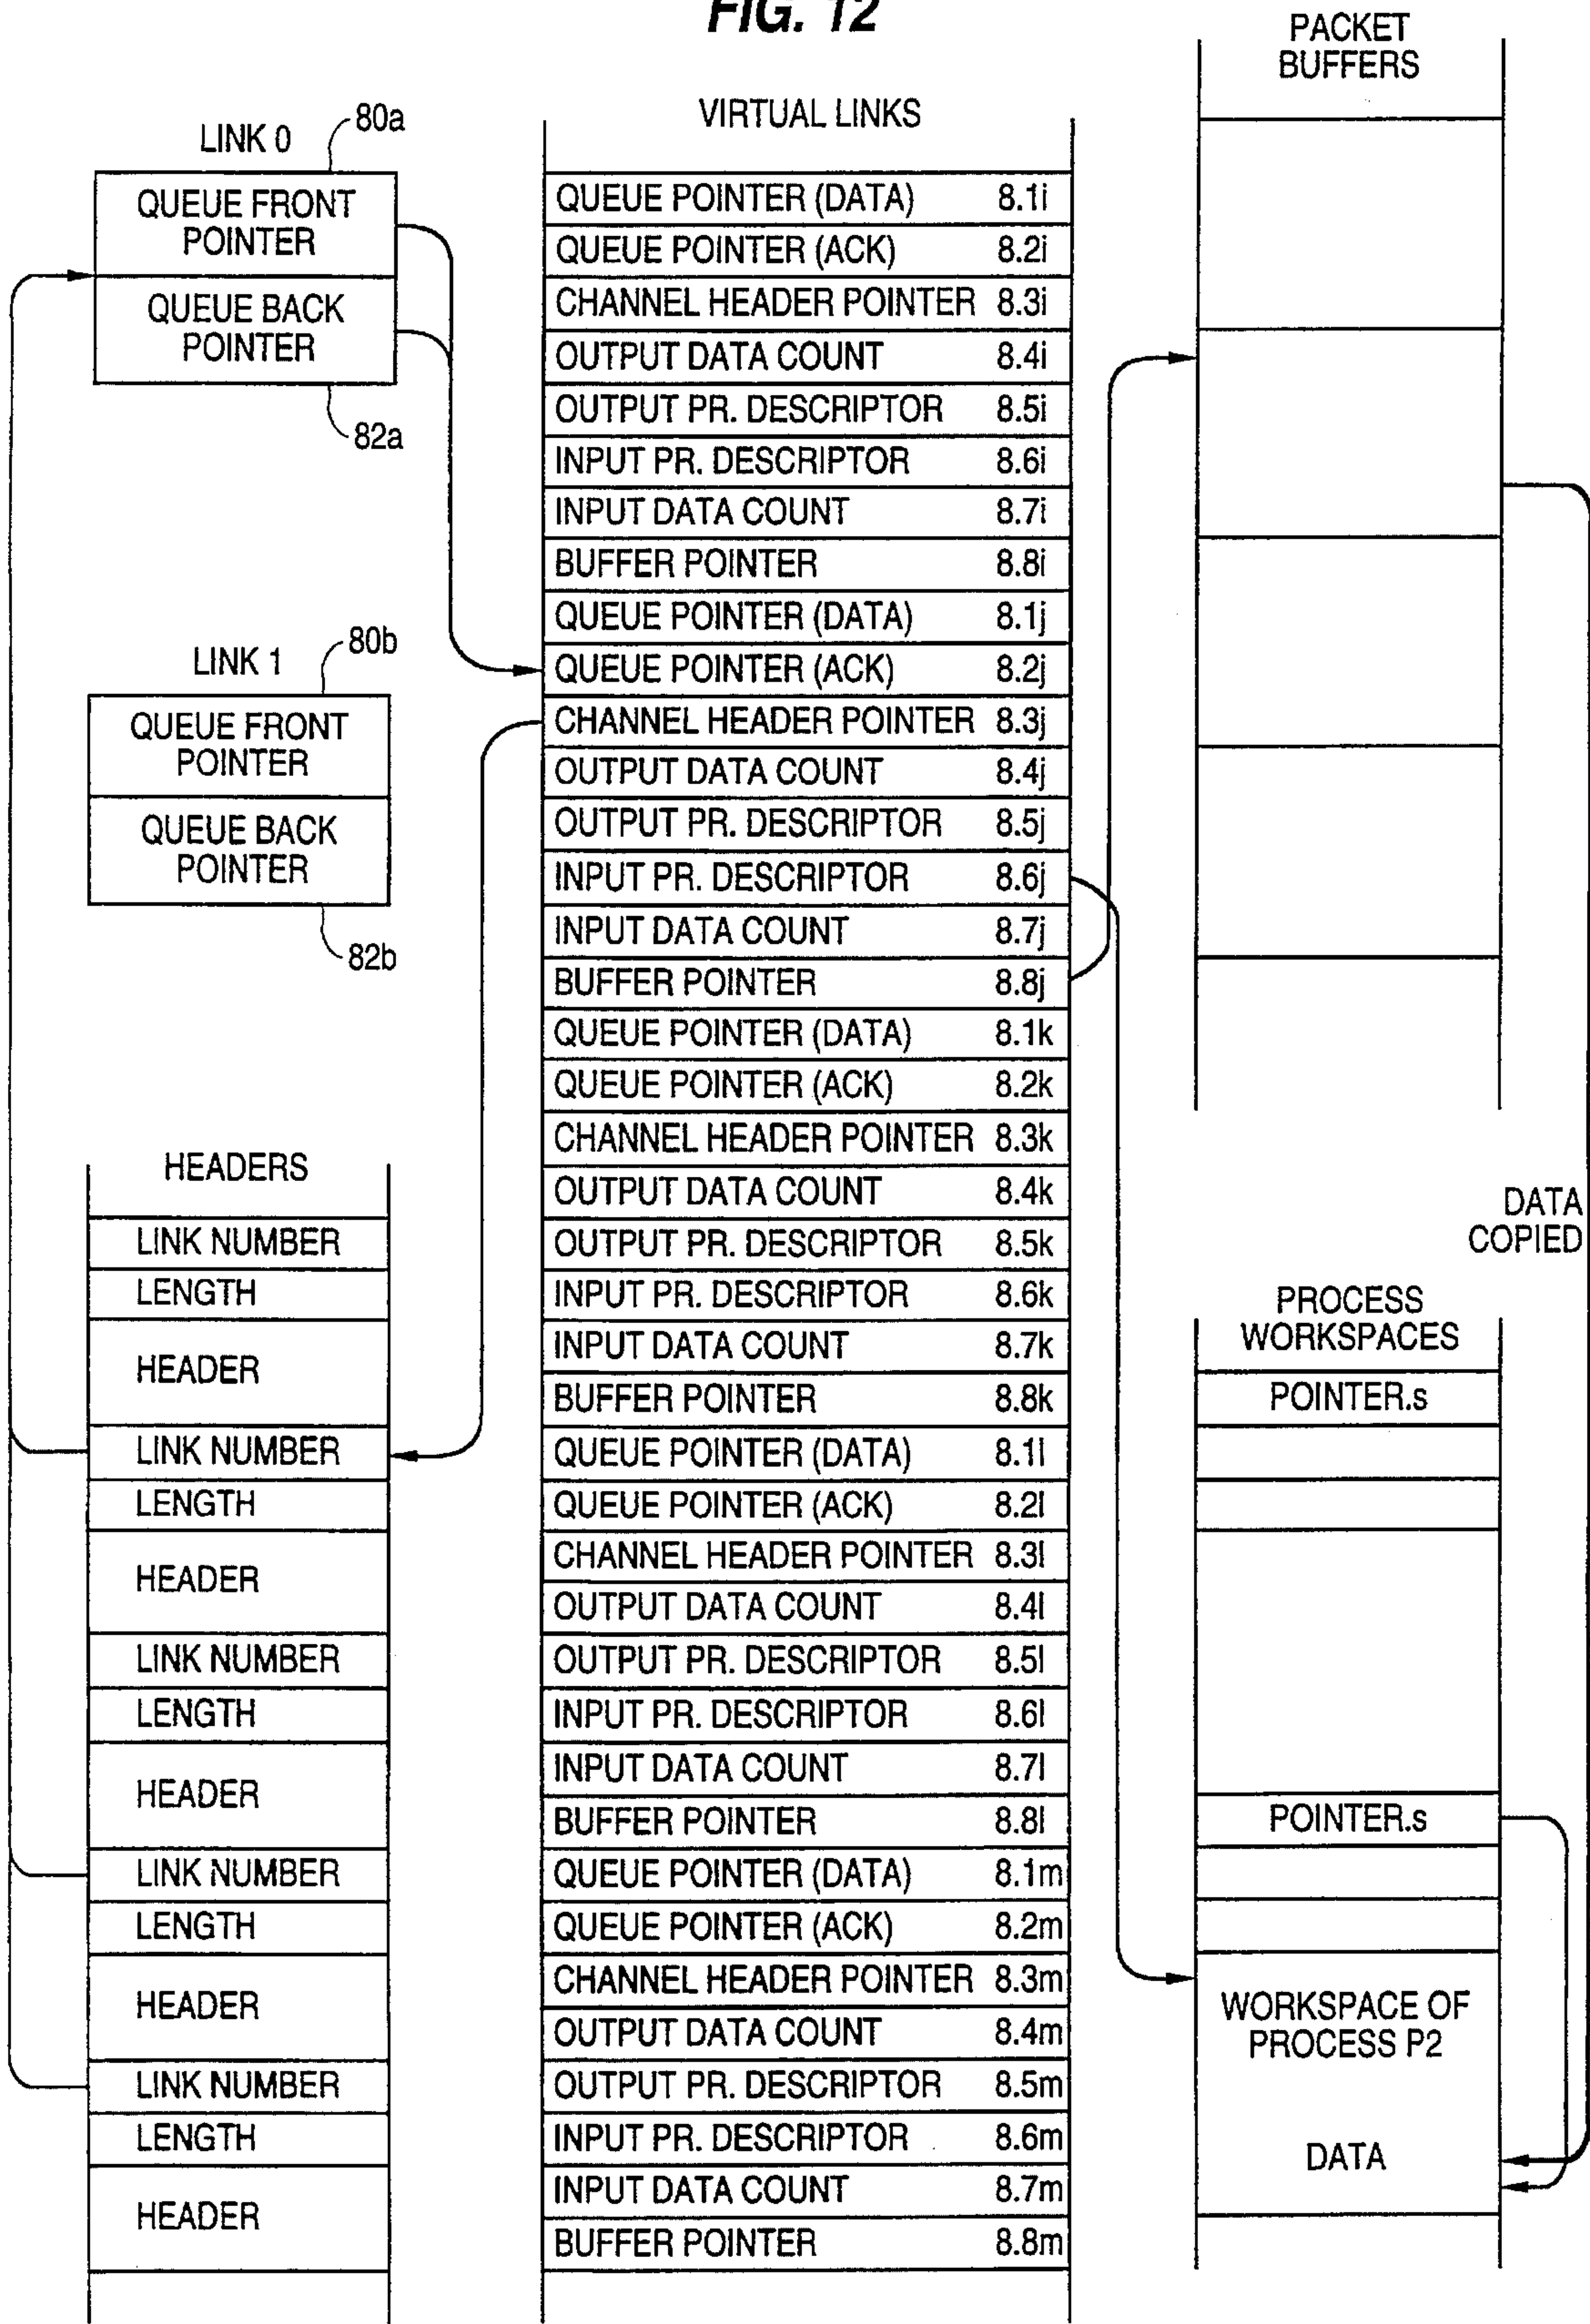 FIG. 12
LINK 0
80a
QUEUE FRONT
POINTER
QUEUE BACK
POINTER
82a
LINK 1
80b
QUEUE FRONT
POINTER
QUEUE BACK
POINTER
82b
HEADERS
LINK NUMBER
LENGTH
HEADER
LINK NUMBER
LENGTH
HEADER
LINK NUMBER
LENGTH
HEADER
LINK NUMBER
LENGTH
HEADER
LINK NUMBER
LENGTH
HEADER
VIRTUAL LINKS
QUEUE POINTER (DATA) 8.1i
QUEUE POINTER (ACK) 8.2i
CHANNEL HEADER POINTER 8.3i
OUTPUT DATA COUNT 8.4i
OUTPUT PR. DESCRIPTOR 8.5i
INPUT PR. DESCRIPTOR 8.6i
INPUT DATA COUNT 8.7i
BUFFER POINTER 8.8i
QUEUE POINTER (DATA) 8.1j
QUEUE POINTER (ACK) 8.2j
CHANNEL HEADER POINTER 8.3j
OUTPUT DATA COUNT 8.4j
OUTPUT PR. DESCRIPTOR 8.5j
INPUT PR. DESCRIPTOR 8.6j
INPUT DATA COUNT 8.7j
BUFFER POINTER 8.8j
QUEUE POINTER (DATA) 8.1k
QUEUE POINTER (ACK) 8.2k
CHANNEL HEADER POINTER 8.3k
OUTPUT DATA COUNT 8.4k
OUTPUT PR. DESCRIPTOR 8.5k
INPUT PR. DESCRIPTOR 8.6k
INPUT DATA COUNT 8.7k
BUFFER POINTER 8.8k
QUEUE POINTER (DATA) 8.1l
QUEUE POINTER (ACK) 8.2l
CHANNEL HEADER POINTER 8.3l
OUTPUT DATA COUNT 8.4l
OUTPUT PR. DESCRIPTOR 8.5l
INPUT PR. DESCRIPTOR 8.6l
INPUT DATA COUNT 8.7l
BUFFER POINTER 8.8l
QUEUE POINTER (DATA) 8.1m
QUEUE POINTER (ACK) 8.2m
CHANNEL HEADER POINTER 8.3m
OUTPUT DATA COUNT 8.4m
OUTPUT PR. DESCRIPTOR 8.5m
INPUT PR. DESCRIPTOR 8.6m
INPUT DATA COUNT 8.7m
BUFFER POINTER 8.8m
PACKET
BUFFERS
DATA
COPIED
PROCESS
WORKSPACES
POINTER.s
POINTER.s
WORKSPACE OF
PROCESS P2
DATA